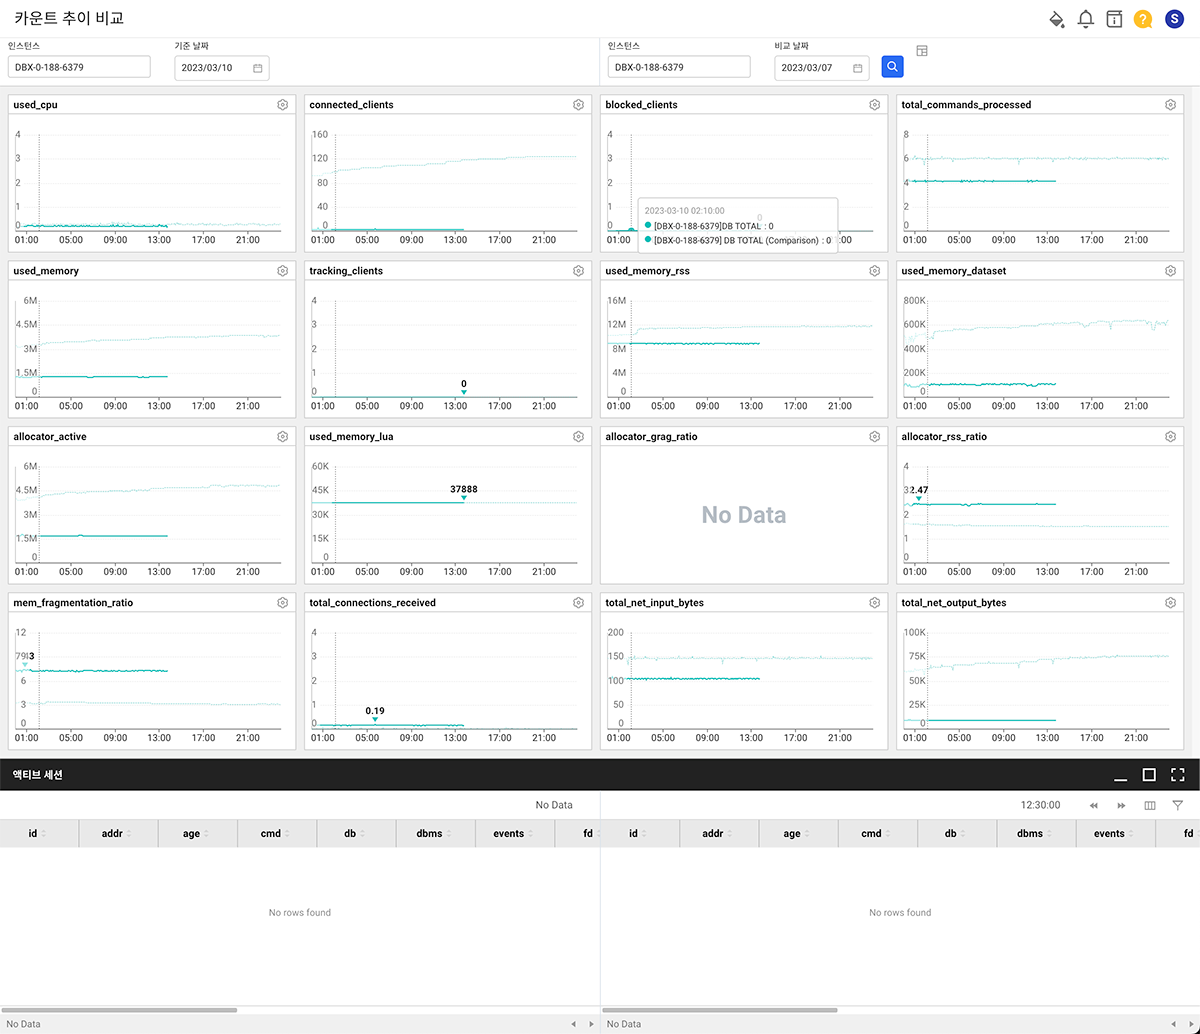 카운트 추이 비교
? S
인스턴스 기준 날짜 인스턴스 비교 날짜
DBX-0-188-6379 2023/03/10 DBX-0-188-6379 2023/03/07
used_cpu
4
3
2
1
0
01:00 05:00 09:00 13:00 17:00 21:00
connected_clients
160
120
80
40
0
01:00 05:00 09:00 13:00 17:00 21:00
blocked_clients
4
3
2
1
0
2023-03-10 02:10:00
0
[DBX-0-188-6379]DB TOTAL : 0
[DBX-0-188-6379] DB TOTAL (Comparison) : 0
01:00 :00
total_commands_processed
8
6
4
2
0
01:00 05:00 09:00 13:00 17:00 21:00
used_memory
6M
4.5M
3M
1.5M
0
01:00 05:00 09:00 13:00 17:00 21:00
tracking_clients
4
3
2
1
0
0
01:00 05:00 09:00 13:00 17:00 21:00
used_memory_rss
16M
12M
8M
4M
0
01:00 05:00 09:00 13:00 17:00 21:00
used_memory_dataset
800K
600K
400K
200K
0
01:00 05:00 09:00 13:00 17:00 21:00
allocator_active
6M
4.5M
3M
1.5M
0
01:00 05:00 09:00 13:00 17:00 21:00
used_memory_lua
60K
45K
37888
30K
15K
0
01:00 05:00 09:00 13:00 17:00 21:00
allocator_grag_ratio
No Data
allocator_rss_ratio
4
3
2.47
2
1
0
01:00 05:00 09:00 13:00 17:00 21:00
mem_fragmentation_ratio
12
6
3
0
01:00 05:00 09:00 13:00 17:00 21:00
total_connections_received
4
3
2
1
0.19
0
01:00 05:00 09:00 13:00 17:00 21:00
total_net_input_bytes
200
150
100
50
0
01:00 05:00 09:00 13:00 17:00 21:00
total_net_output_bytes
100K
75K
50K
25K
0
01:00 05:00 09:00 13:00 17:00 21:00
액티브 세션
No Data 12:30:00
id addr age cmd db dbms events fd id addr age cmd db dbms events fd
No rows found No rows found
No Data No Data